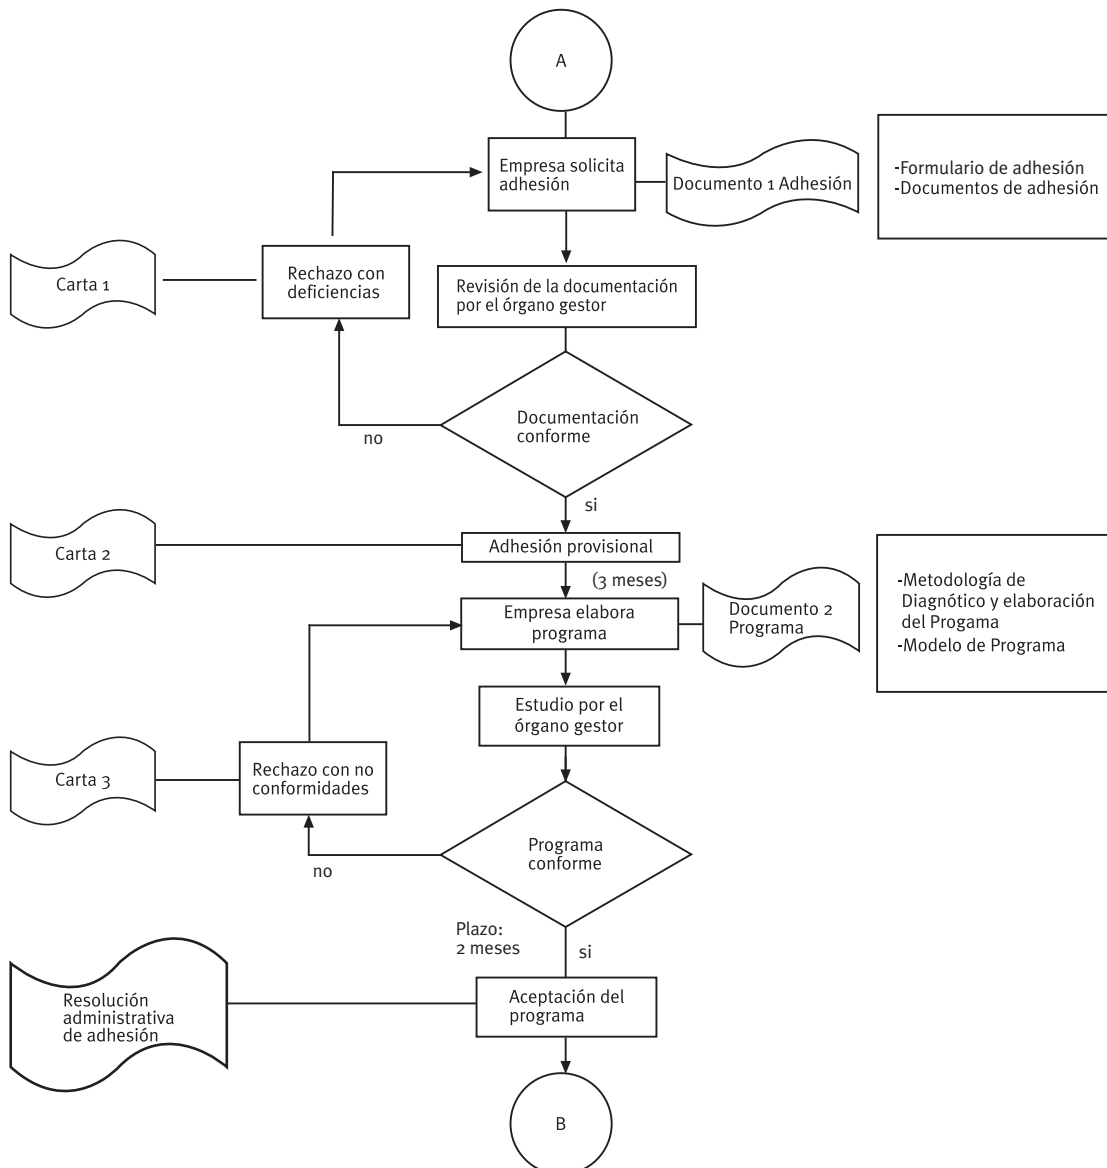 A
Empresa solicita
adhesión
Documento 1 Adhesión
-Formulario de adhesión
-Documentos de adhesión
Carta 1
Rechazo con
deficiencias
Revisión de la documentación
por el órgano gestor
Documentación
conforme
no
si
Carta 2
Adhesión provisional
(3 meses)
Empresa elabora
programa
Documento 2
Programa
-Metodología de
Diagnótico y elaboración
del Progama
-Modelo de Programa
Estudio por el
órgano gestor
Carta 3
Rechazo con no
conformidades
Programa
conforme
no
Plazo:
2 meses
si
Resolución
administrativa
de adhesión
Aceptación del
programa
B